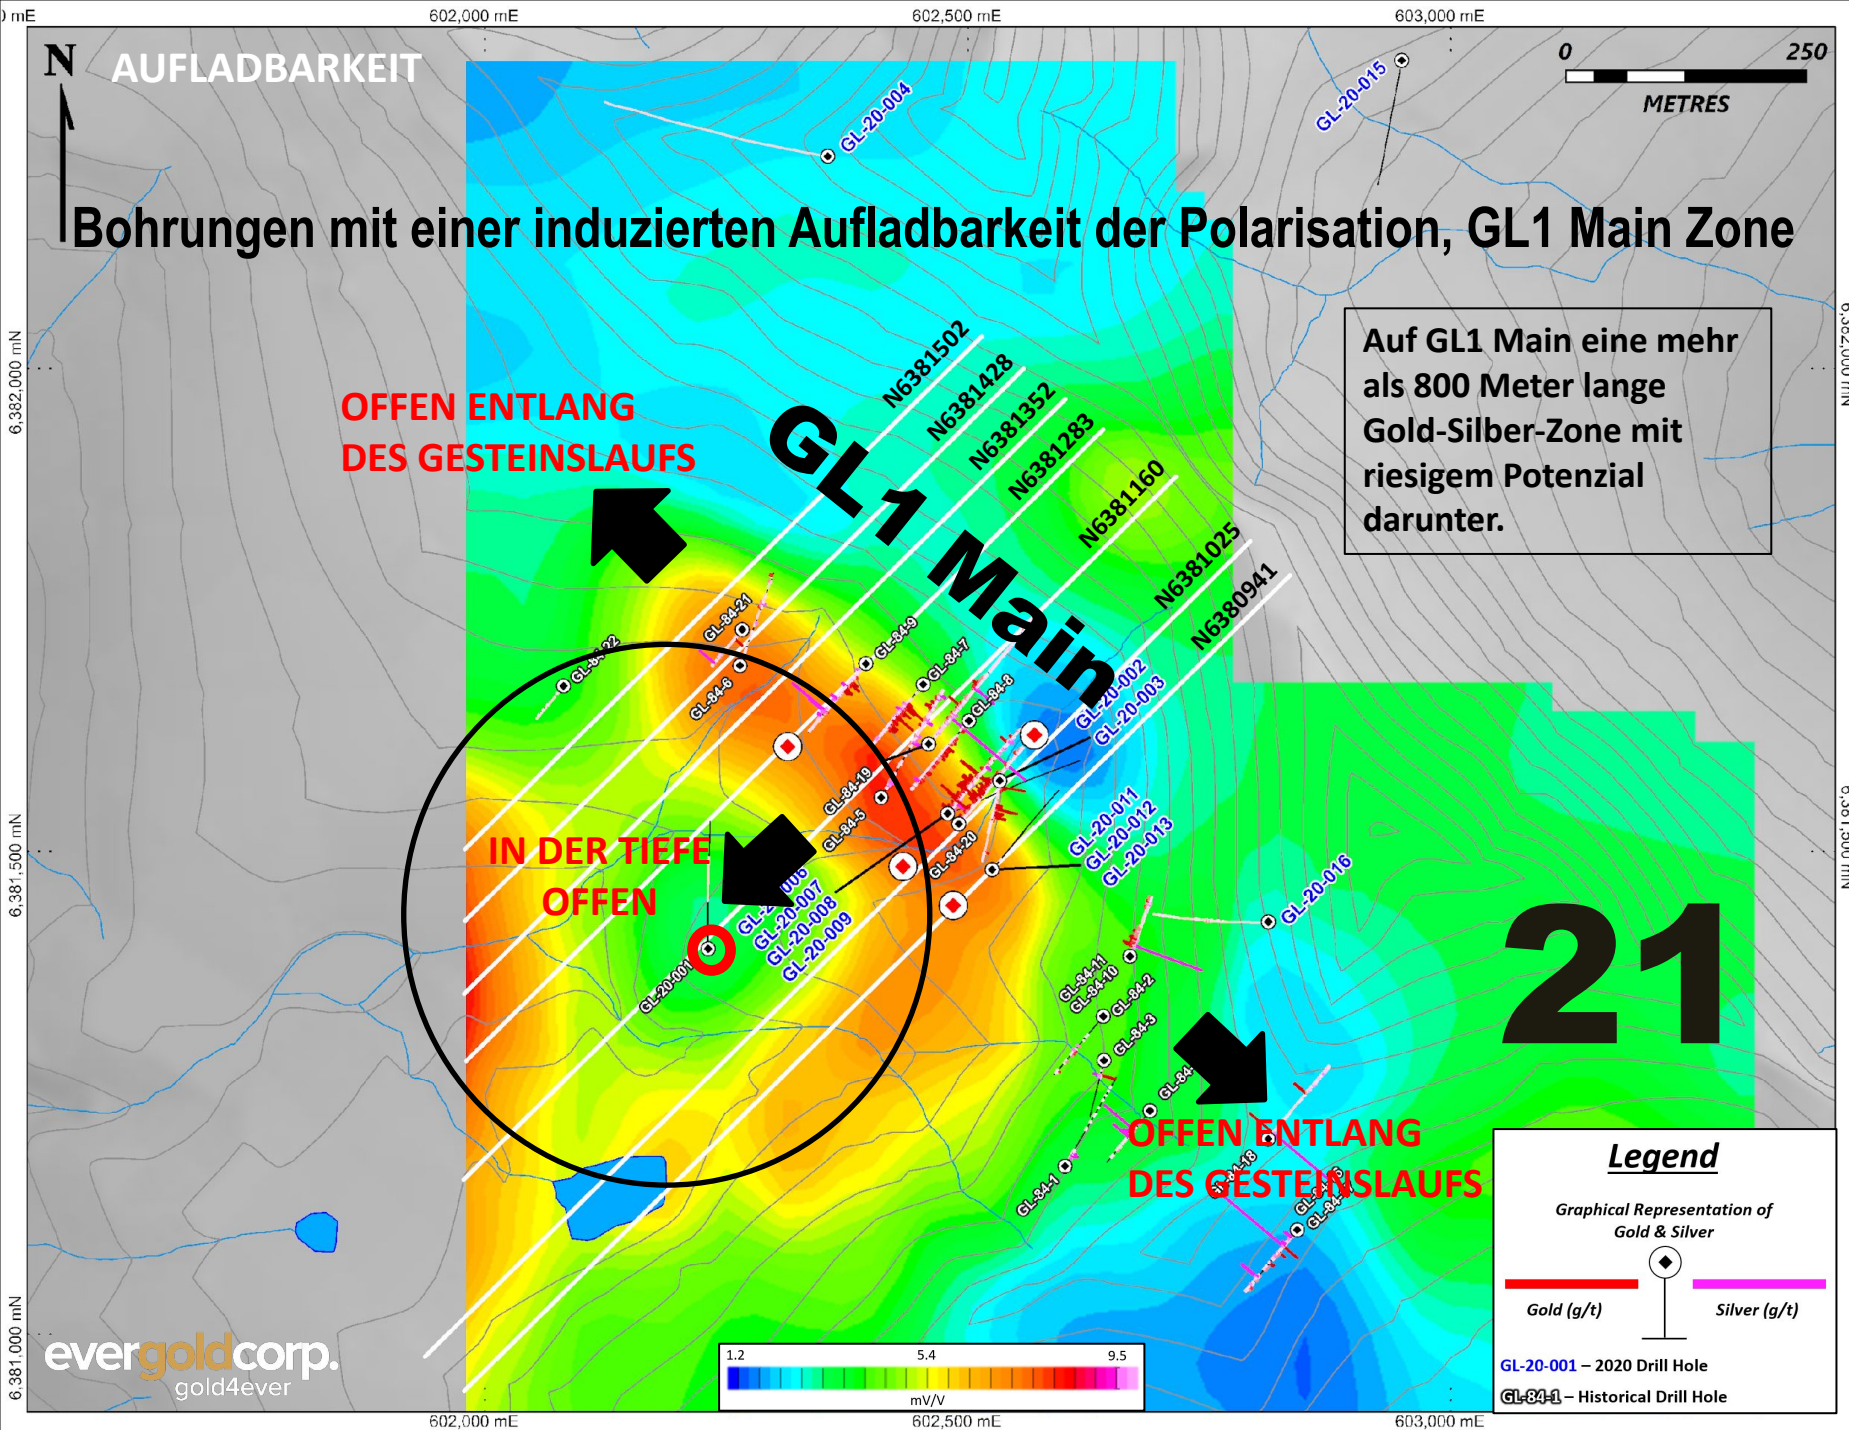 602,000 mE
602,500 mE
603,000 mE
N
AUFLADBARKEIT
0
250
METRES
GL-20-004
GL-20-015
Bohrungen mit einer induzierten Aufladbarkeit der Polarisation, GL1 Main Zone
6,382,000 mN
Auf GL1 Main eine mehr
als 800 Meter lange
Gold-Silber-Zone mit
riesigem Potenzial
darunter.
OFFEN ENTLANG
DES GESTEINSLAUFS
N6381502
N6381428
N6381352
N6381283
N6381160
N6381025
N6380941
GL1 Main
GL-84-21
GL-84-22
GL-84-6
GL-84-9
GL-84-7
GL-84-8
GL-20-002
GL-20-003
GL-84-19
GL-84-5
GL-84-20
GL-20-011
GL-20-012
GL-20-013
6,381,500 mN
IN DER TIEFE
OFFEN
GL-20-007
GL-20-008
GL-20-009
GL-20-001
GL-20-016
21
GL-84-11
GL-84-10
GL-84-2
GL-84-3
GL-84-1
OFFEN ENTLANG
DES GESTEINSLAUFS
6,381,000 mN
evergoldcorp.
gold4ever
1.2
5.4
9.5
mV/V
Legend
Graphical Representation of
Gold & Silver
Gold (g/t)
Silver (g/t)
GL-20-001 – 2020 Drill Hole
GL-84-1 – Historical Drill Hole
602,000 mE
602,500 mE
603,000 mE